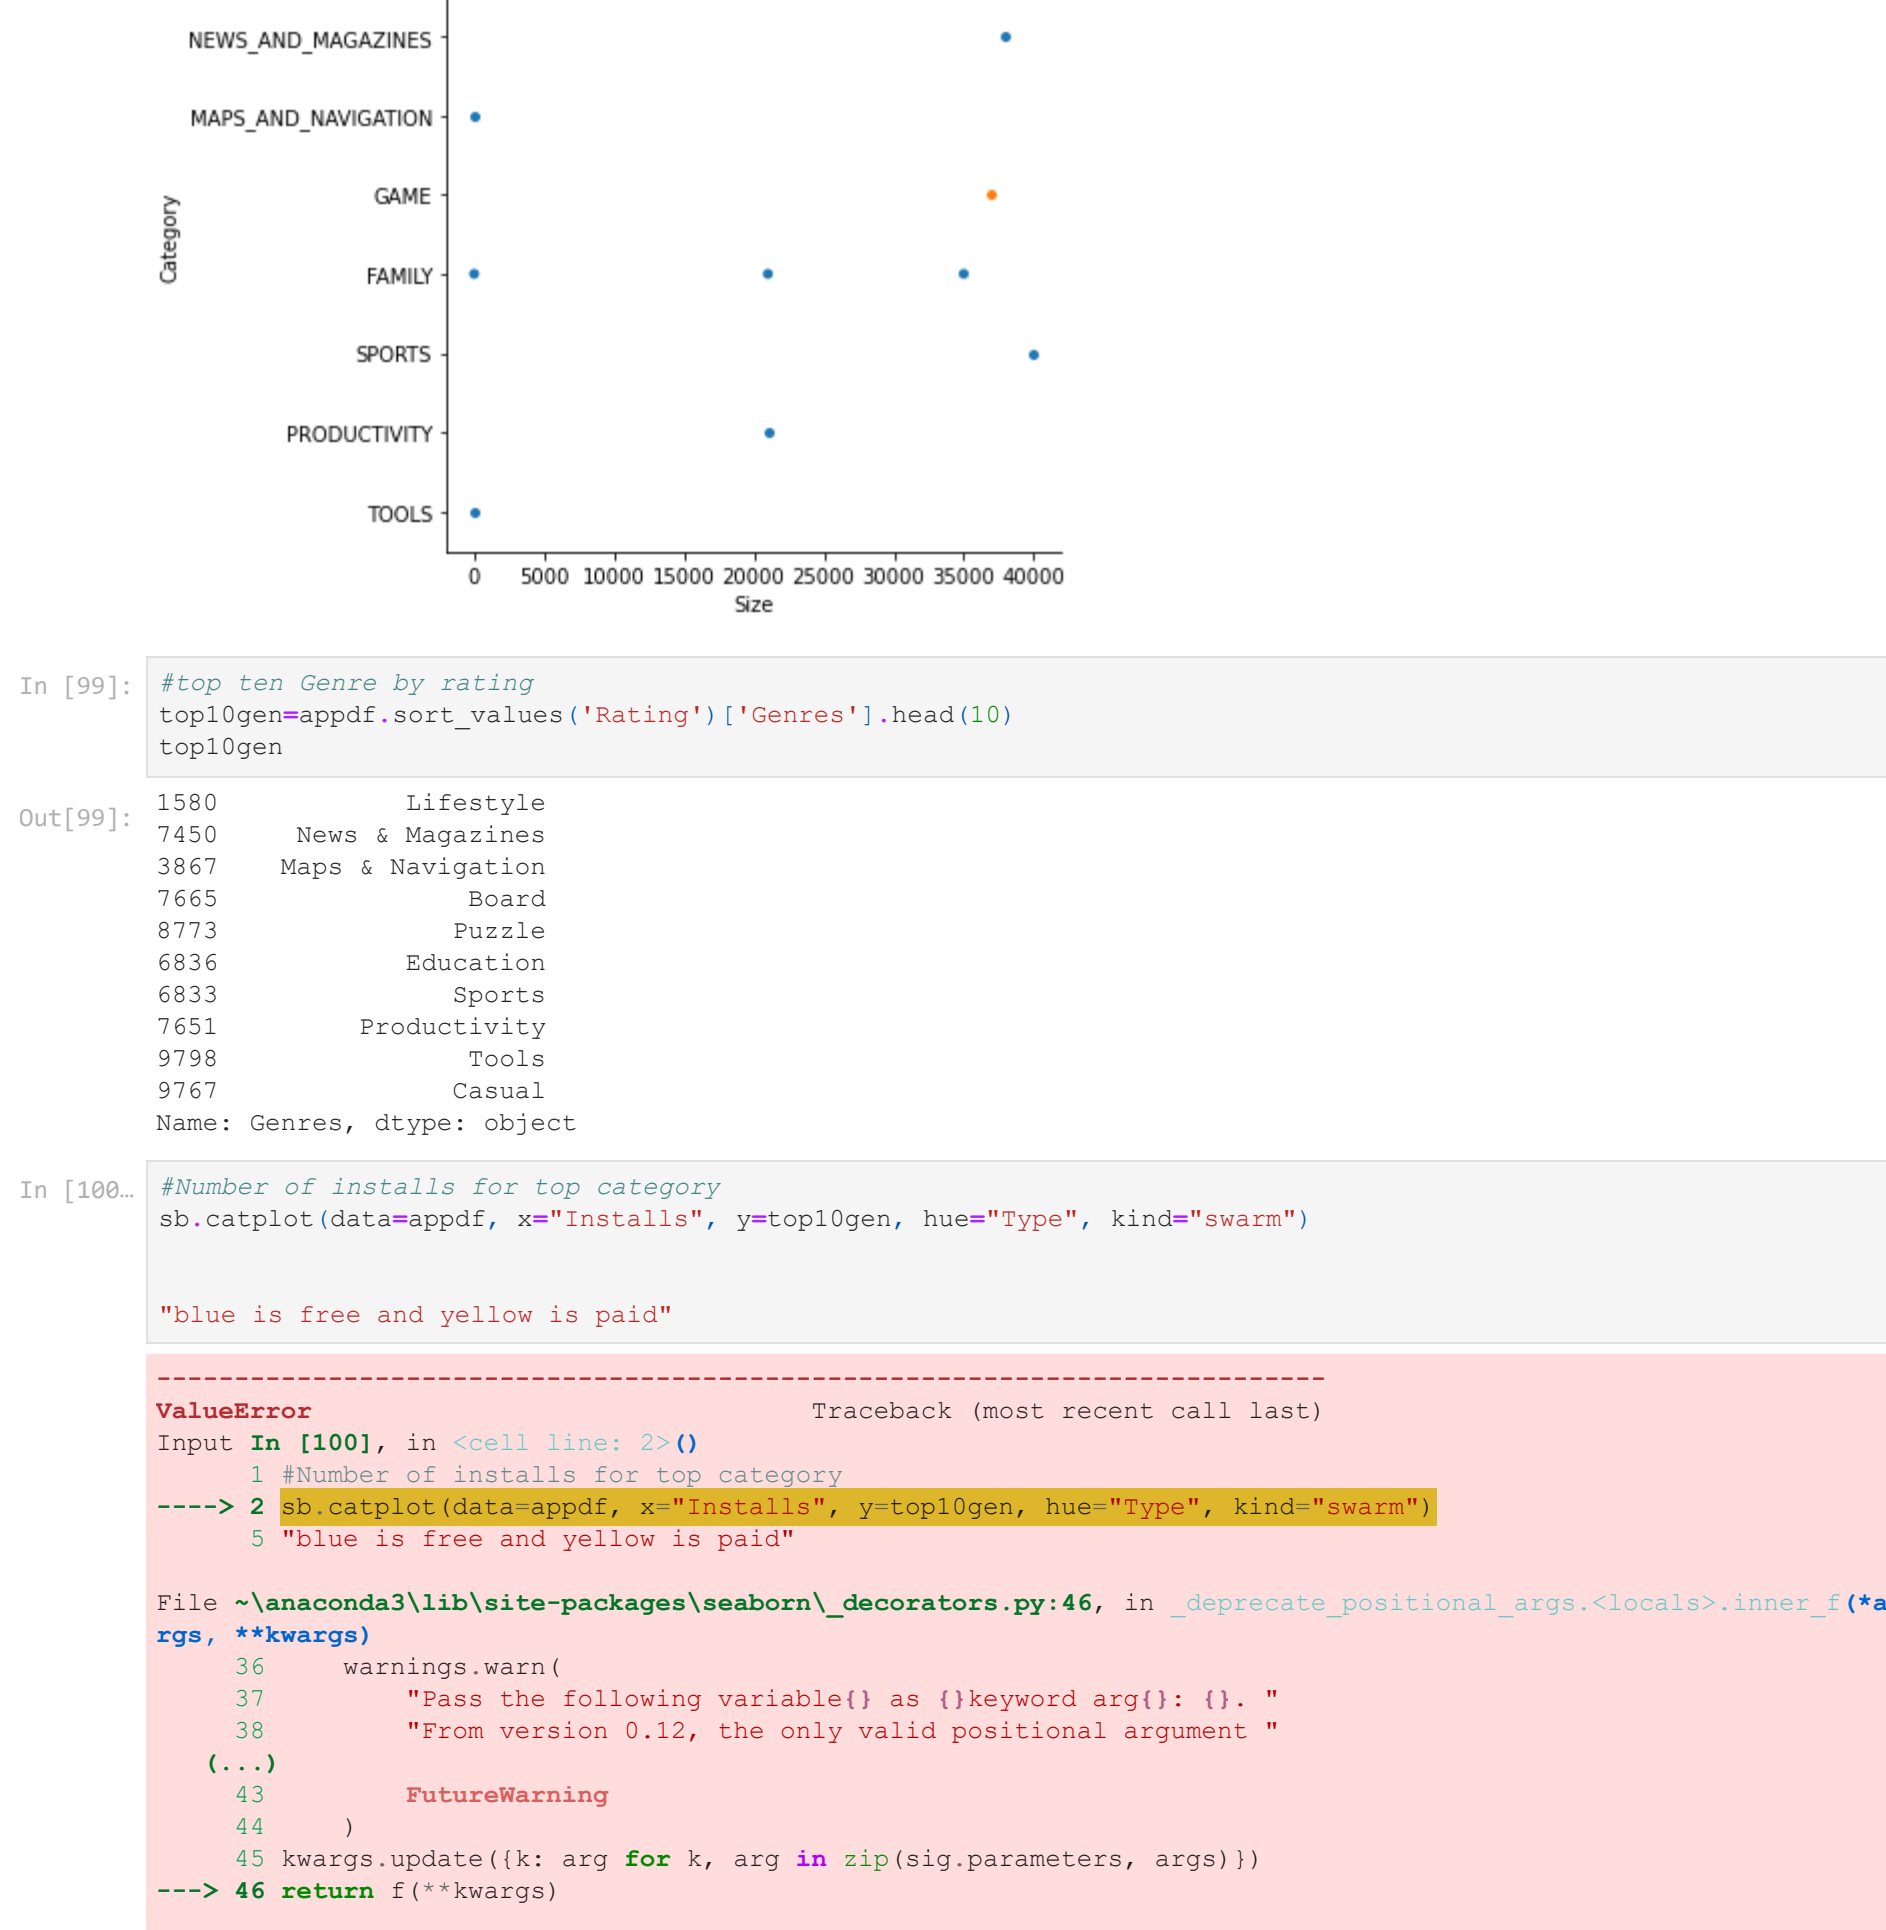 NEWS_AND_MAGAZINES
MAPS_AND_NAVIGATION
GAME
Category
FAMILY
SPORTS
PRODUCTIVITY
TOOLS
0 5000 10000 15000 20000 25000 30000 35000 40000
Size
In [99]: #top ten Genre by rating
top10gen=appdf.sort_values('Rating')['Genres'].head(10)
top10gen
Out[99]: 1580 Lifestyle
7450 News & Magazines
3867 Maps & Navigation
7665 Board
8773 Puzzle
6836 Education
6833 Sports
7651 Productivity
9798 Tools
9767 Casual
Name: Genres, dtype: object
In [100… #Number of installs for top category
sb.catplot(data=appdf, x="Installs", y=top10gen, hue="Type", kind="swarm")
"blue is free and yellow is paid"
---------------------------------------------------------------------------
ValueError Traceback (most recent call last)
Input In [100], in <cell line: 2>()
1 #Number of installs for top category
----> 2 sb.catplot(data=appdf, x="Installs", y=top10gen, hue="Type", kind="swarm")
5 "blue is free and yellow is paid"
File ~\anaconda3\lib\site-packages\seaborn\_decorators.py:46, in _deprecate_positional_args.<locals>.inner_f(*a
rgs, **kwargs)
36 warnings.warn(
37 "Pass the following variable{} as {}keyword arg{}: {}. "
38 "From version 0.12, the only valid positional argument "
(...)
43 FutureWarning
44 )
45 kwargs.update({k: arg for k, arg in zip(sig.parameters, args)})
---> 46 return f(**kwargs)